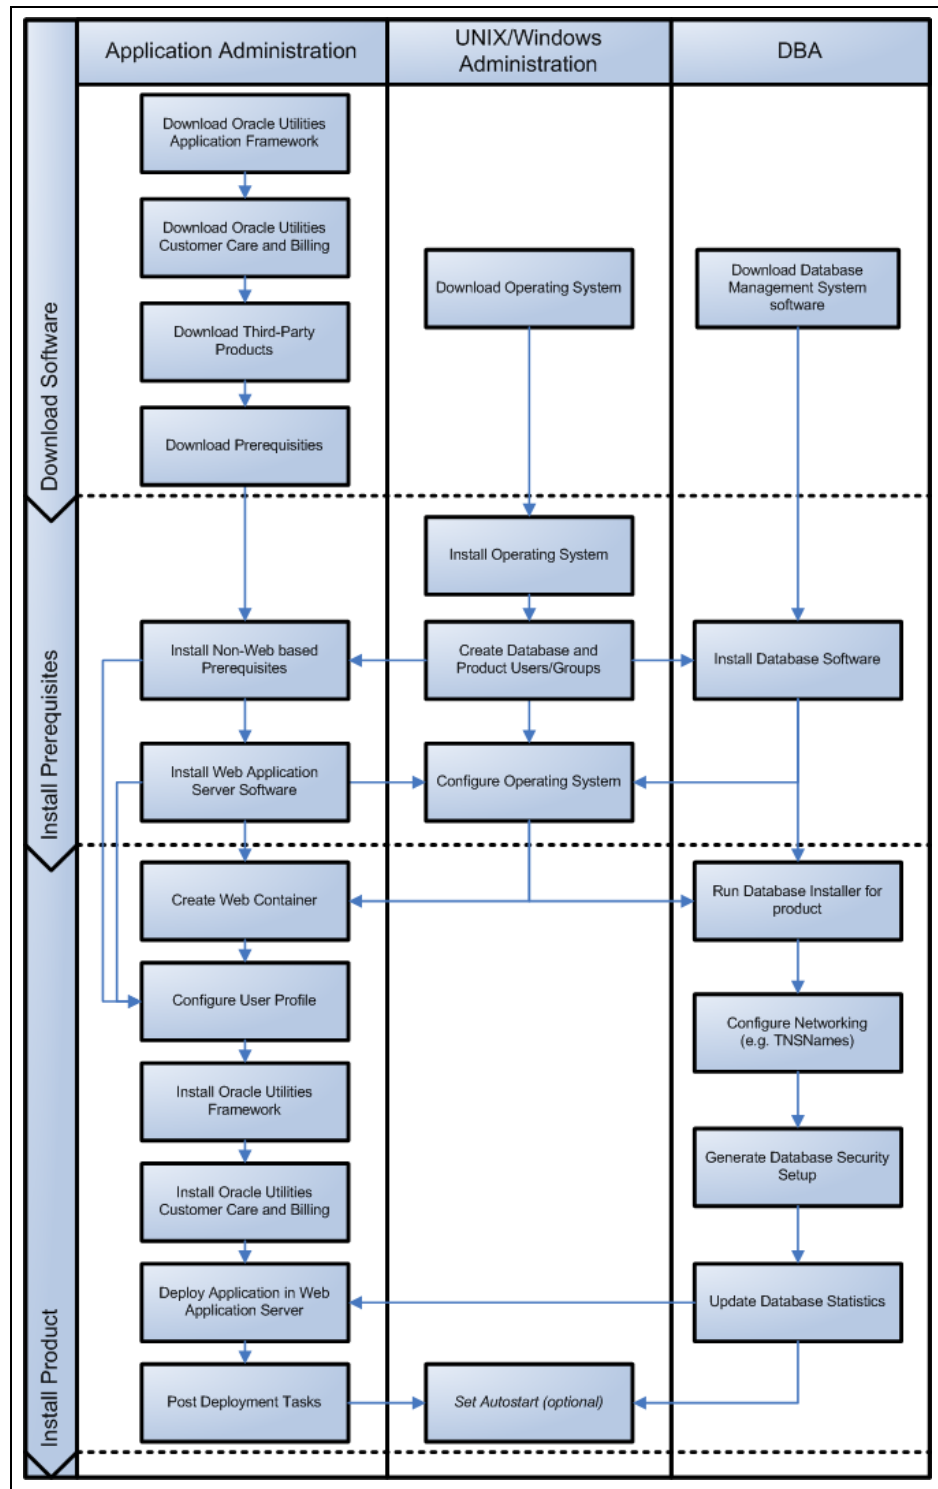 Application Administration
UNIX/Windows
Administration
DBA
Download Software
Download Oracle Utilities
Application Framework
Download Oracle Utilities
Customer Care and Billing
Download Operating System
Download Database
Management System
software
Download Third-Party
Products
Download Prerequisities
Install Prerequisites
Install Operating System
Install Non-Web based
Prerequisites
Create Database and
Product Users/Groups
Install Database Software
Install Web Application
Server Software
Configure Operating System
Install Product
Create Web Container
Run Database Installer for
product
Configure User Profile
Configure Networking
(e.g. TNSNames)
Install Oracle Utilities
Framework
Generate Database Security
Setup
Install Oracle Utilities
Customer Care and Billing
Deploy Application in Web
Application Server
Update Database Statistics
Post Deployment Tasks
Set Autostart (optional)